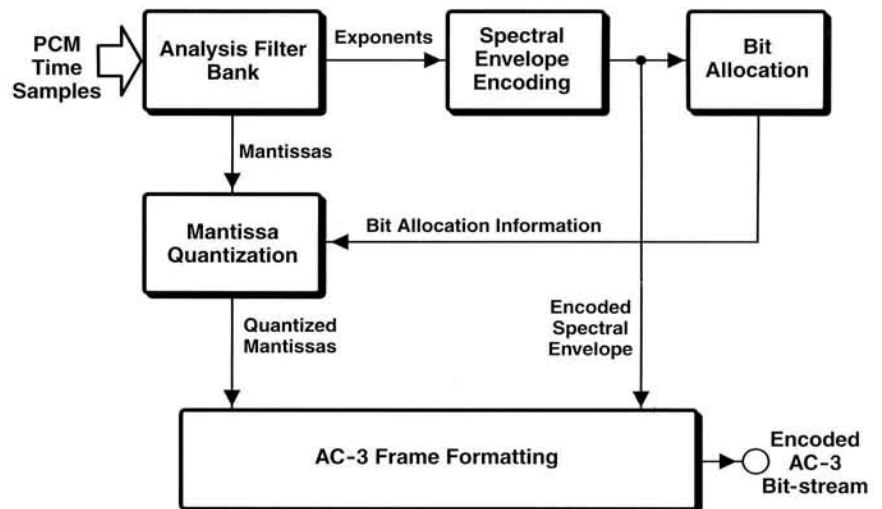 PCM
Time
Samples
Analysis Filter
Bank
Exponents
Spectral
Envelope
Encoding
Bit
Allocation
Mantissas
Mantissa
Quantization
Bit Allocation Information
Quantized
Mantissas
Encoded
Spectral
Envelope
AC-3 Frame Formatting
Encoded
AC-3
Bit-stream